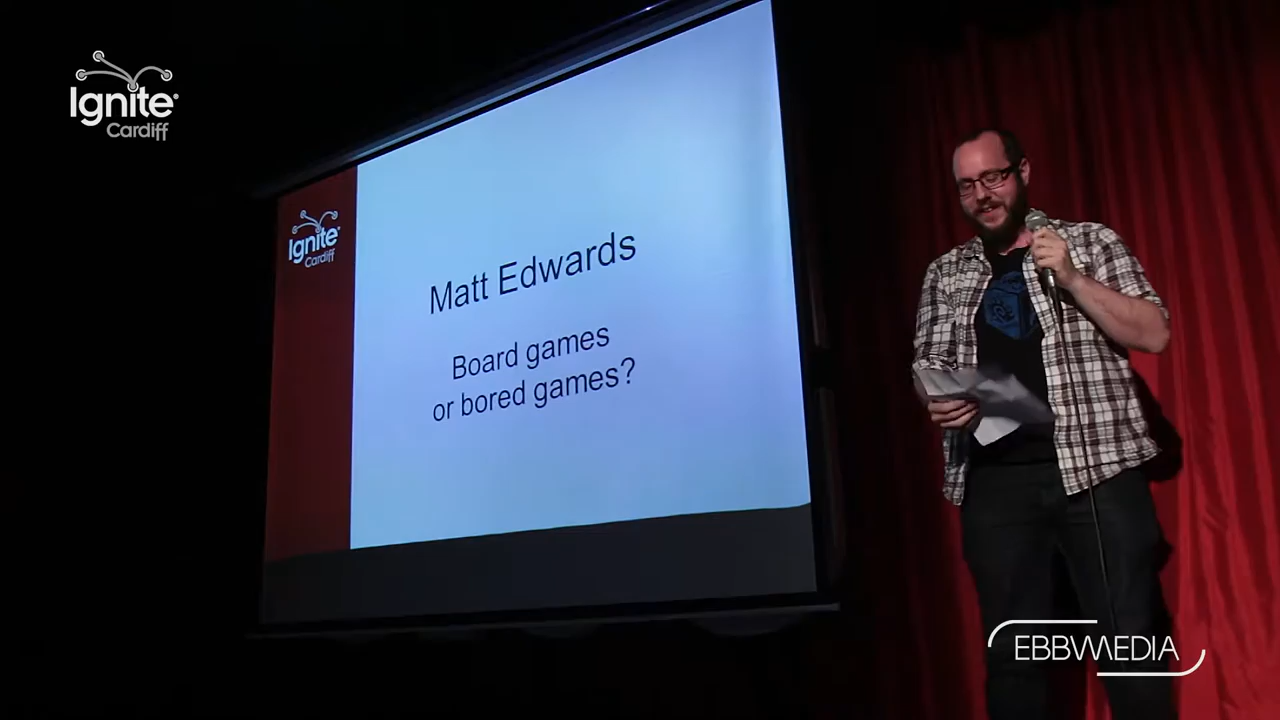 Ignite
Cardiff
Ignite
Cardiff
Matt Edwards
Board games
or bored games?
EBBWMEDIA